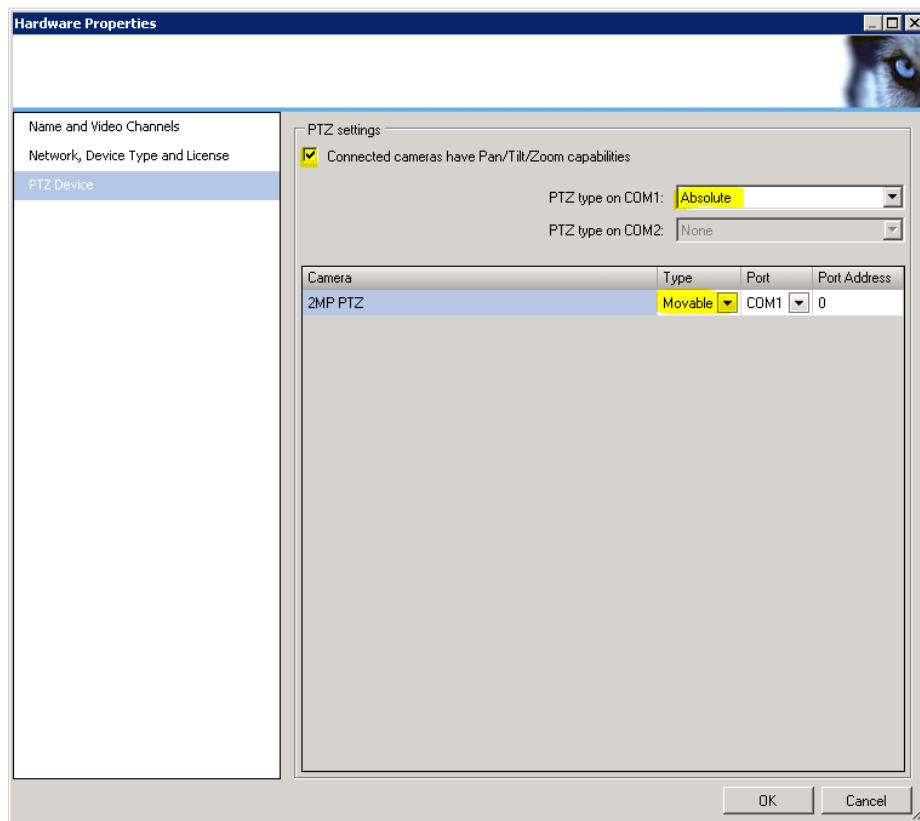 Hardware Properties
Name and Video Channels
Network, Device Type and License
PTZ Device
PTZ settings
Connected cameras have Pan/Tilt/Zoom capabilities
PTZ type on COM1: Absolute
PTZ type on COM2: None
Camera Type Port Port Address
2MP PTZ Movable COM1 0
OK Cancel